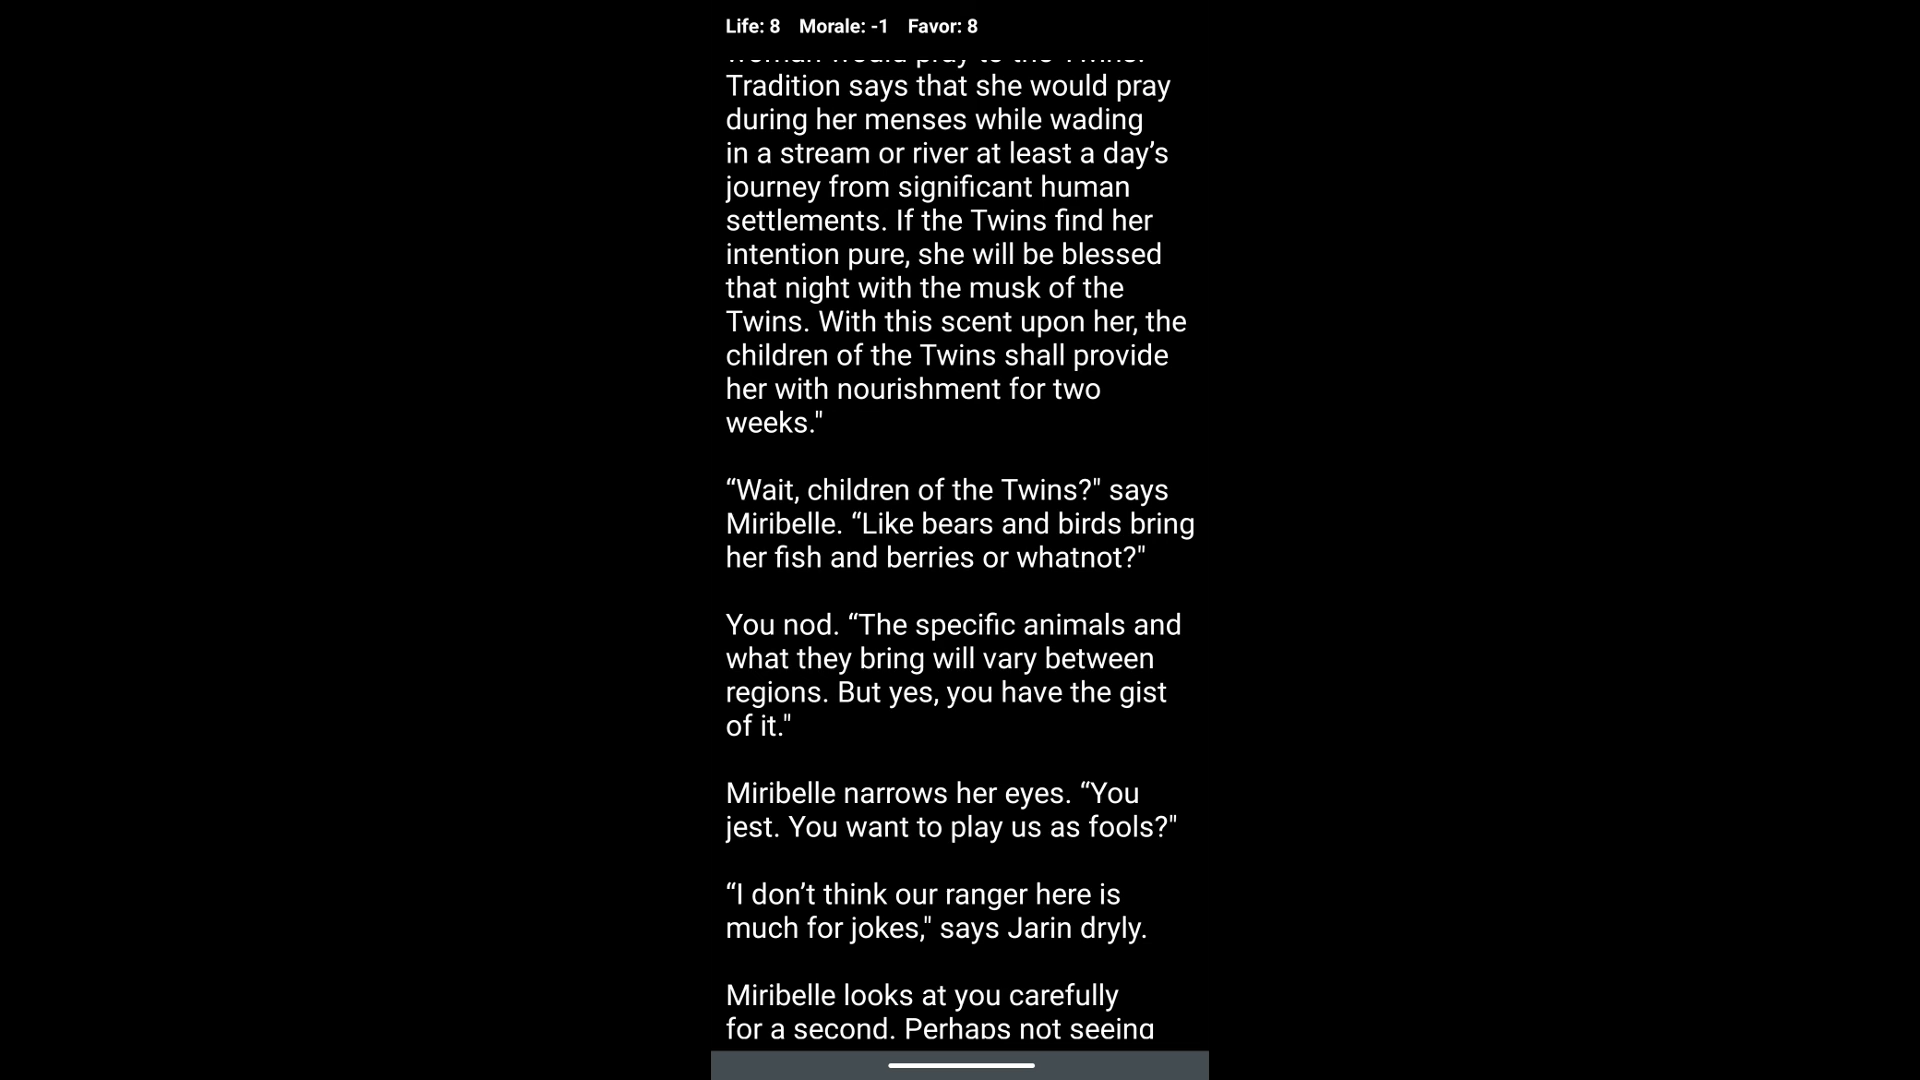 Life: 8 Morale: -1 Favor: 8
woman would pray to the Twins.
Tradition says that she would pray
during her menses while wading
in a stream or river at least a day’s
journey from significant human
settlements. If the Twins find her
intention pure, she will be blessed
that night with the musk of the
Twins. With this scent upon her, the
children of the Twins shall provide
her with nourishment for two
weeks."
“Wait, children of the Twins?" says
Miribelle. “Like bears and birds bring
her fish and berries or whatnot?"
You nod. “The specific animals and
what they bring will vary between
regions. But yes, you have the gist
of it."
Miribelle narrows her eyes. “You
jest. You want to play us as fools?"
“I don’t think our ranger here is
much for jokes," says Jarin dryly.
Miribelle looks at you carefully
for a second. Perhaps not seeing